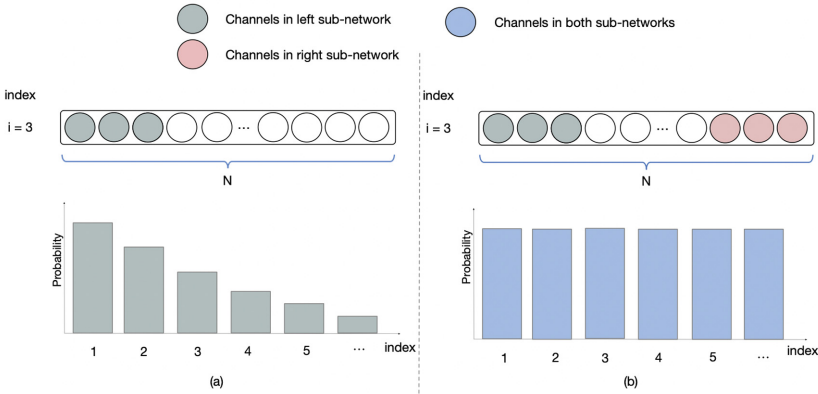 Channels in left sub-network
Channels in both sub-networks
Channels in right sub-network
index
i = 3
...
N
Probability
1 2 3 4 5 ... index
(a)
index
i = 3
...
N
Probability
1 2 3 4 5 ... index
(b)